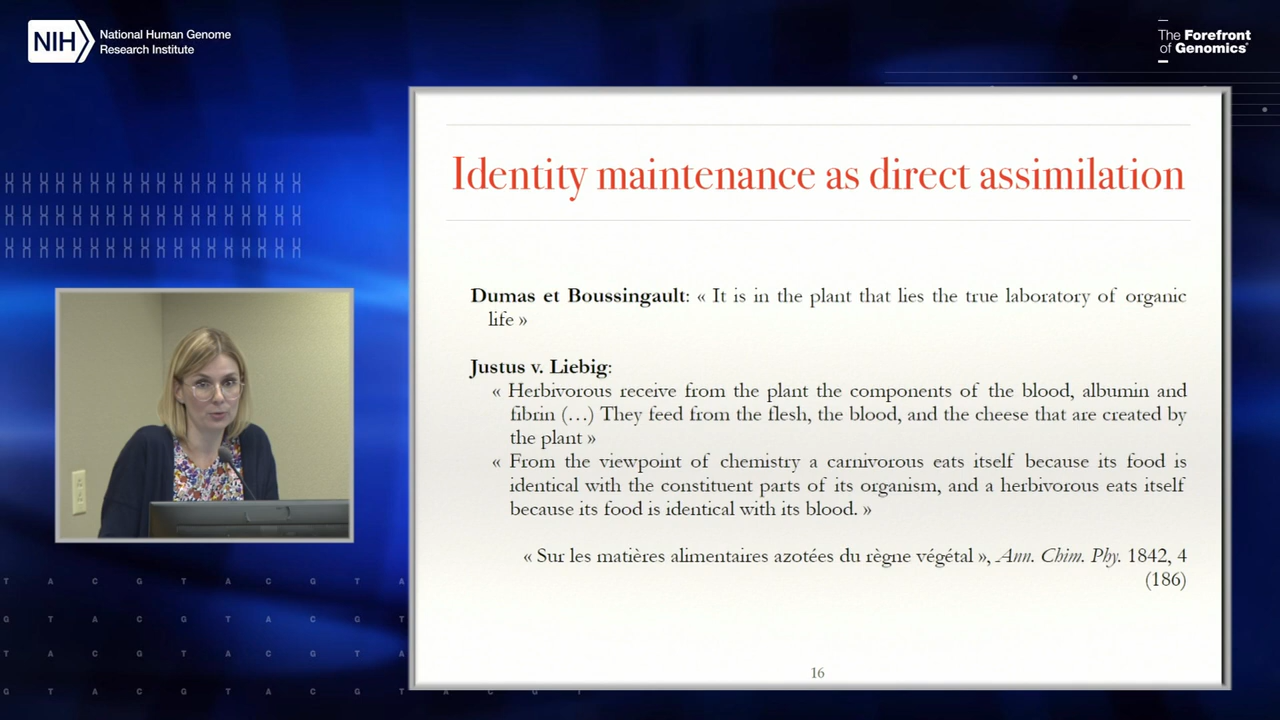 NIH
National Human Genome
Research Institute
The Forefront
of Genomics®
Identity maintenance as direct assimilation
Dumas et Boussingault: « It is in the plant that lies the true laboratory of organic
life »
Justus v. Liebig:
« Herbivorous receive from the plant the components of the blood, albumin and
fibrin (…) They feed from the flesh, the blood, and the cheese that are created by
the plant »
« From the viewpoint of chemistry a carnivorous eats itself because its food is
identical with the constituent parts of its organism, and a herbivorous eats itself
because its food is identical with its blood. »
« Sur les matières alimentaires azotées du règne végétal », Ann. Chim. Phy. 1842, 4
(186)
16
T A C G T A C G T A
G T A C G T A C G T
T A C G T A C G T A
G T A C G T A C G T A C G T